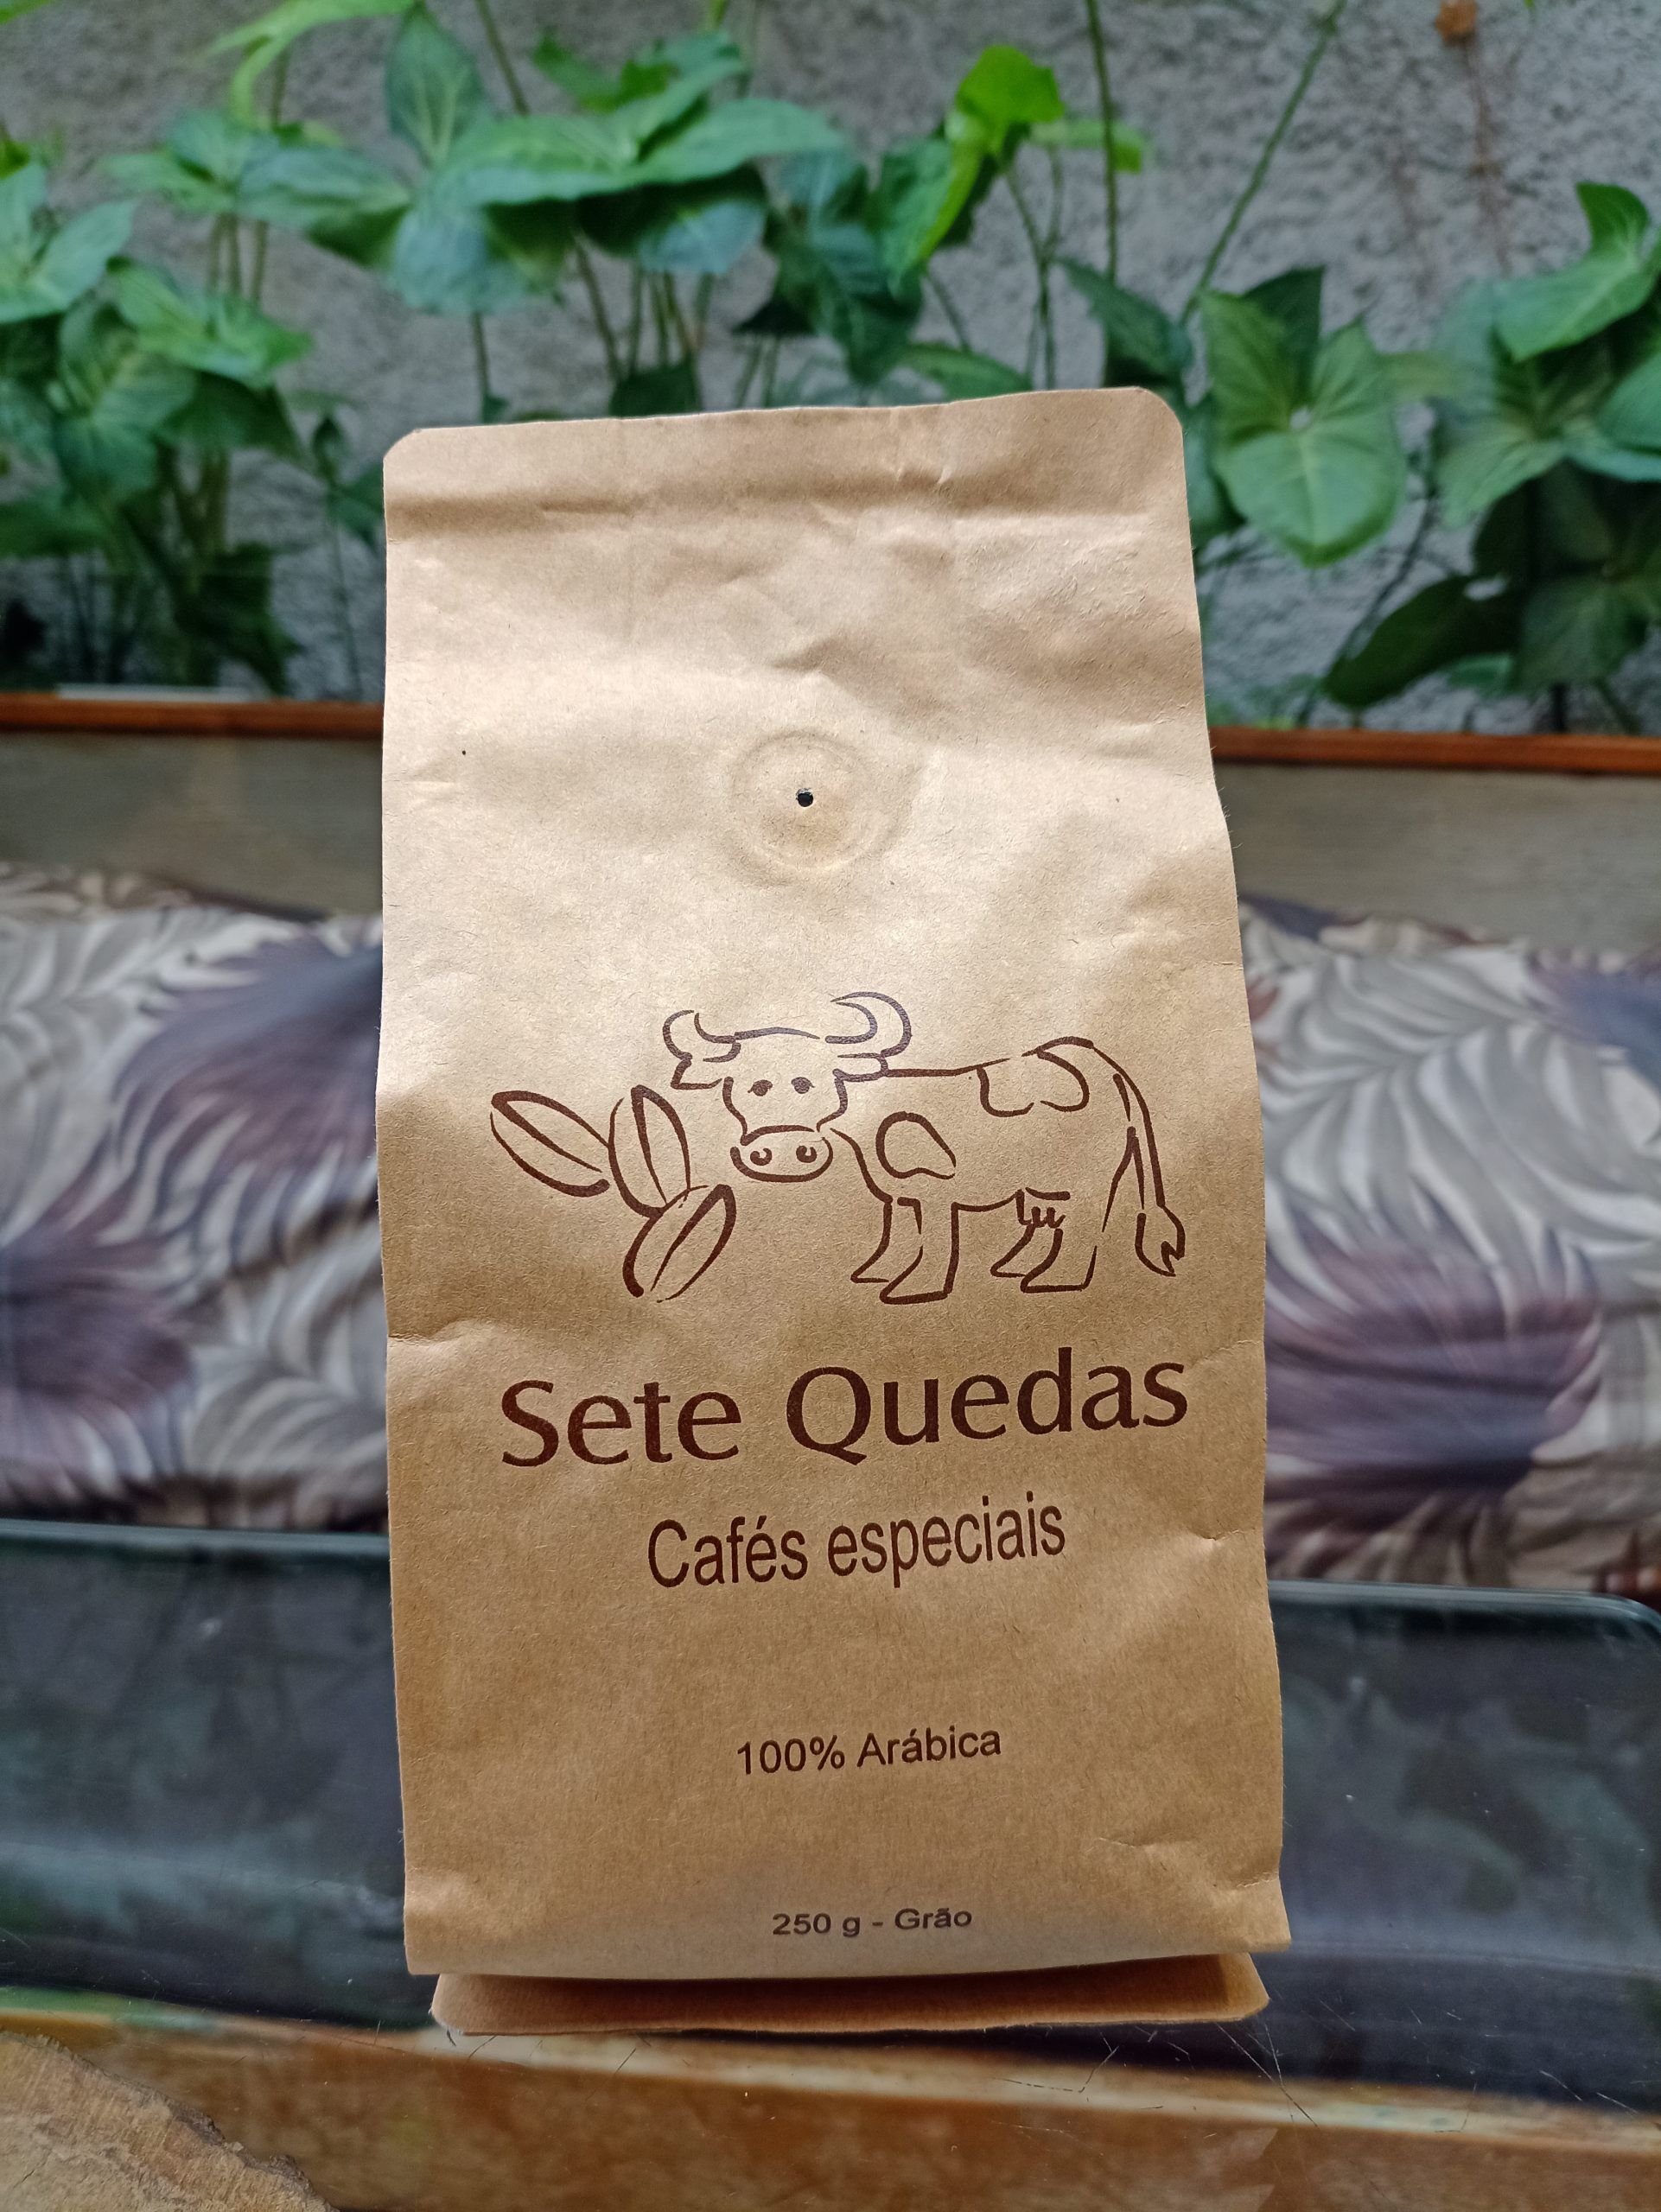 Sete Quedas
Cafés especiais
100% Arábica
250 g - Grão